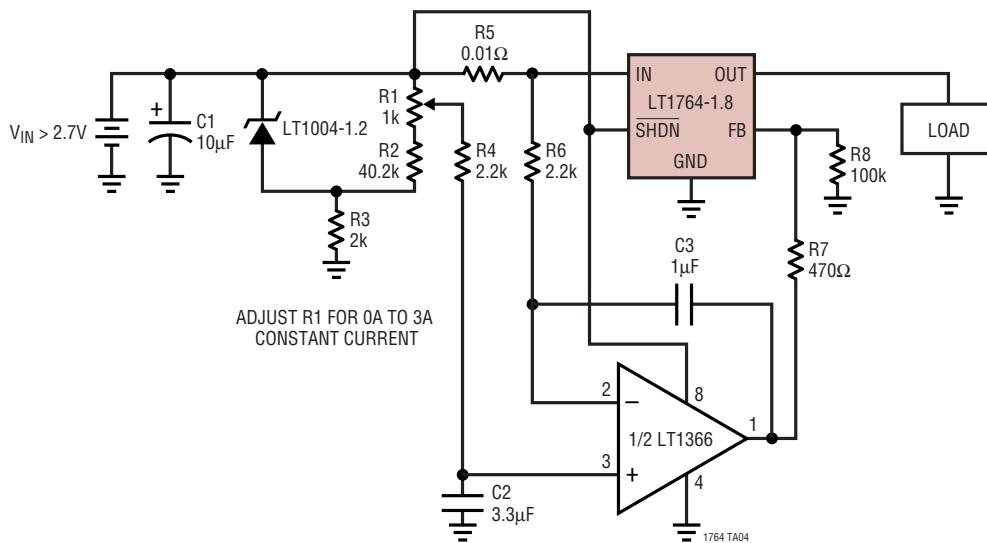 R5
0.01Ω
IN
OUT
R1
1k
LT1764-1.8
VIN > 2.7V
+
C1
10µF
LT1004-1.2
SHDN
FB
LOAD
R2
40.2k
R4
2.2k
R6
2.2k
GND
R8
100k
R3
2k
C3
1µF
R7
470Ω
ADJUST R1 FOR 0A TO 3A
CONSTANT CURRENT
2
–
8
1/2 LT1366
1
3
+
4
C2
3.3µF
1764 TA04